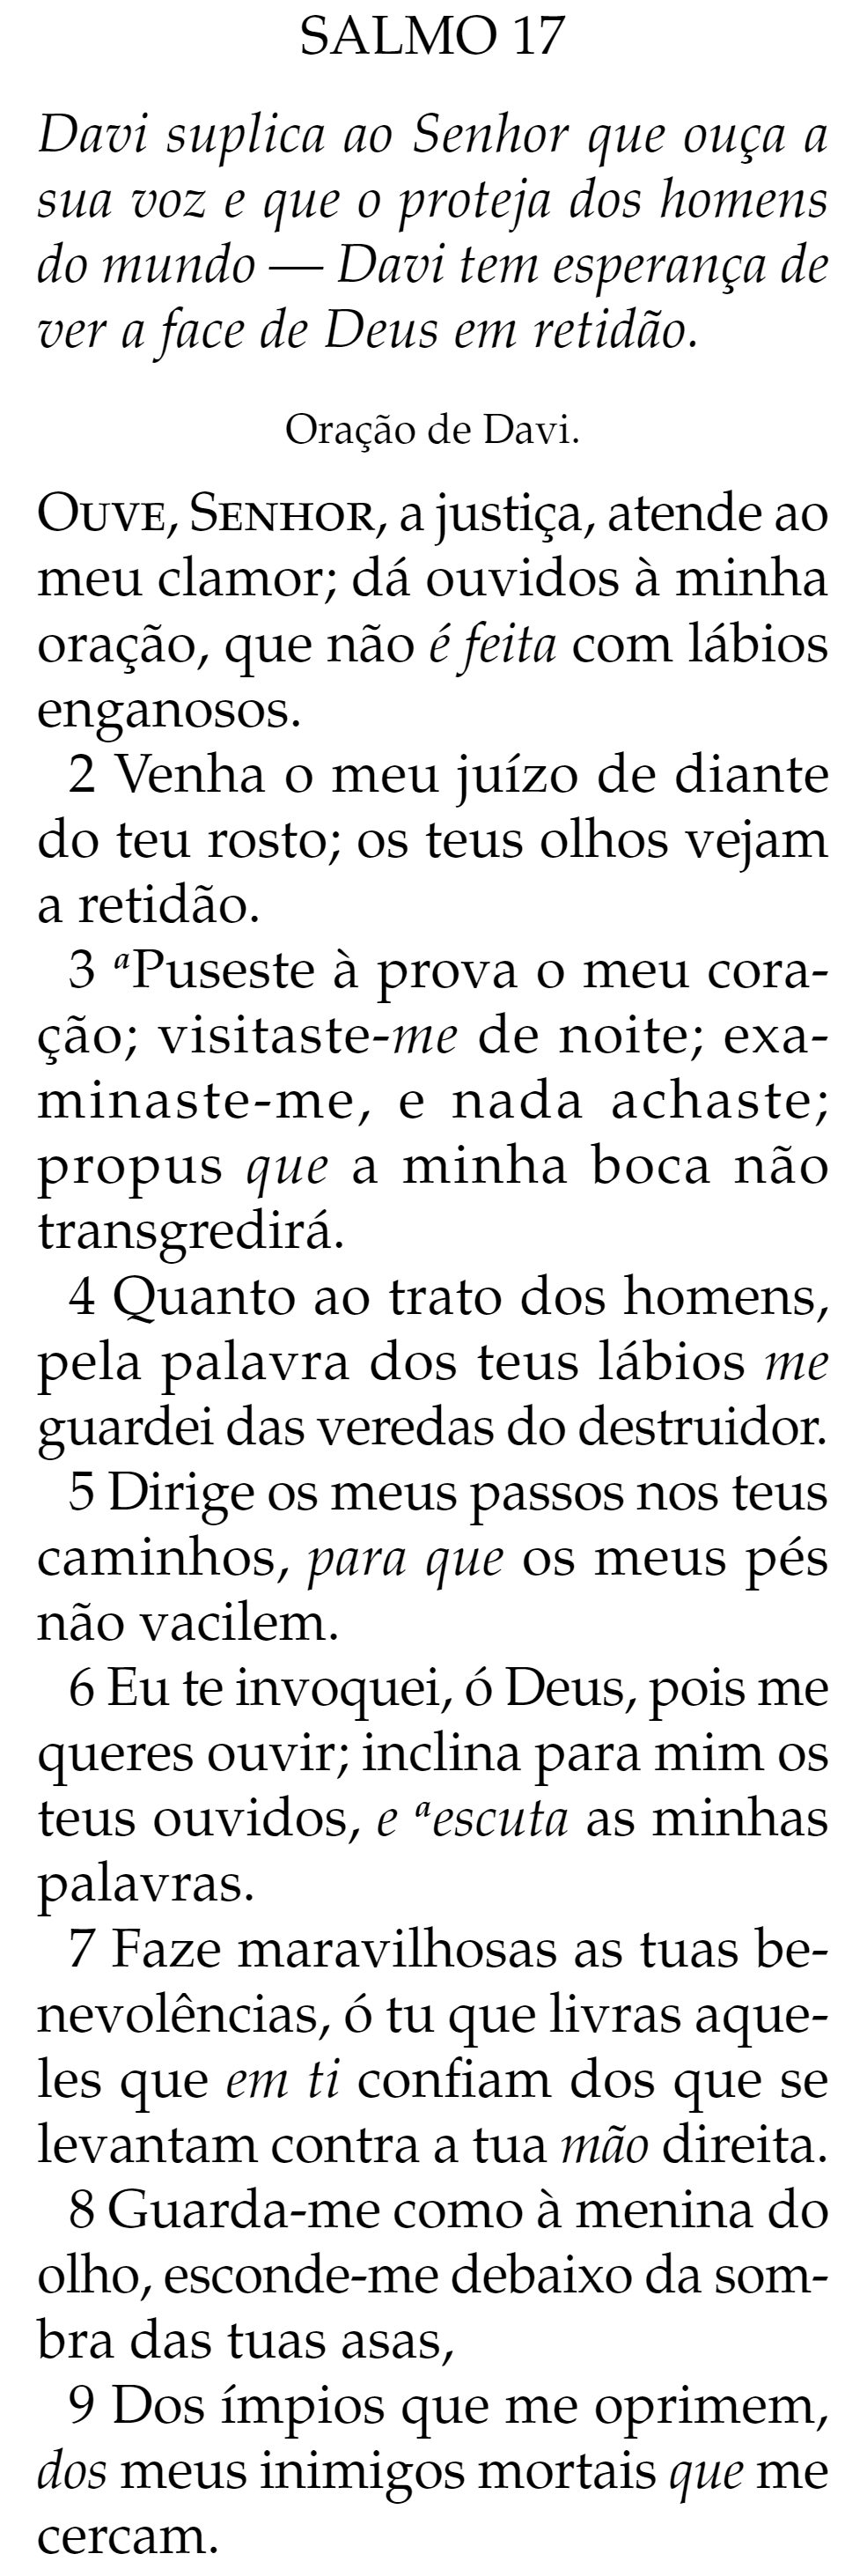 SALMO 17
Davi suplica ao Senhor que ouça a
sua voz e que o proteja dos homens
do mundo — Davi tem esperança de
ver a face de Deus em retidão.
Oração de Davi.
Ouve, Senhor, a justiça, atende ao
meu clamor; dá ouvidos à minha
oração, que não é feita com lábios
enganosos.
2 Venha o meu juízo de diante
do teu rosto; os teus olhos vejam
a retidão.
3 ªPuseste à prova o meu cora-
ção; visitaste-me de noite; exa-
minaste-me, e nada achaste;
propus que a minha boca não
transgredirá.
4 Quanto ao trato dos homens,
pela palavra dos teus lábios me
guardei das veredas do destruidor.
5 Dirige os meus passos nos teus
caminhos, para que os meus pés
não vacilem.
6 Eu te invoquei, ó Deus, pois me
queres ouvir; inclina para mim os
teus ouvidos, e ªescuta as minhas
palavras.
7 Faze maravilhosas as tuas be-
nevolências, ó tu que livras aque-
les que em ti confiam dos que se
levantam contra a tua mão direita.
8 Guarda-me como à menina do
olho, esconde-me debaixo da som-
bra das tuas asas,
9 Dos ímpios que me oprimem,
dos meus inimigos mortais que me
cercam.